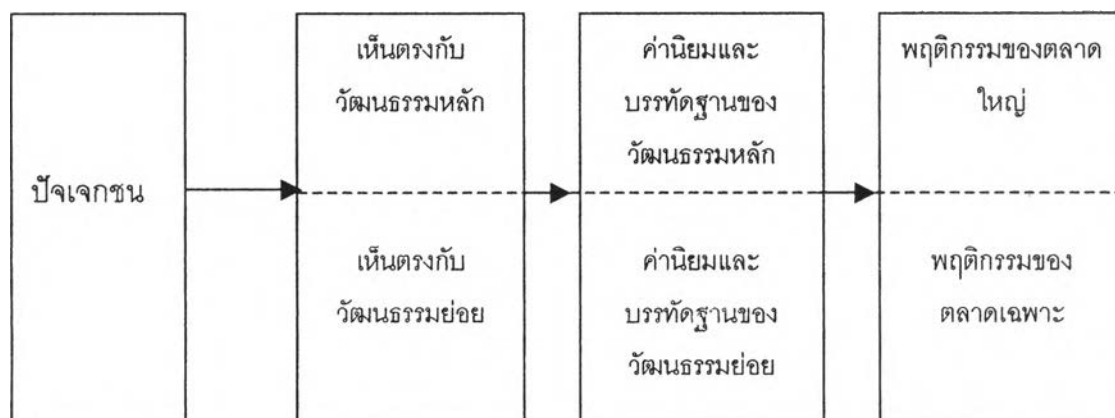 ปัจเจกชน
เห็นตรงกับ
วัฒนธรรมหลัก
เห็นตรงกับ
วัฒนธรรมย่อย
ค่านิยมและ
บรรทัดฐานของ
วัฒนธรรมหลัก
ค่านิยมและ
บรรทัดฐานของ
วัฒนธรรมย่อย
พฤติกรรมของตลาด
ใหญ่
พฤติกรรมของ
ตลาดเฉพาะ